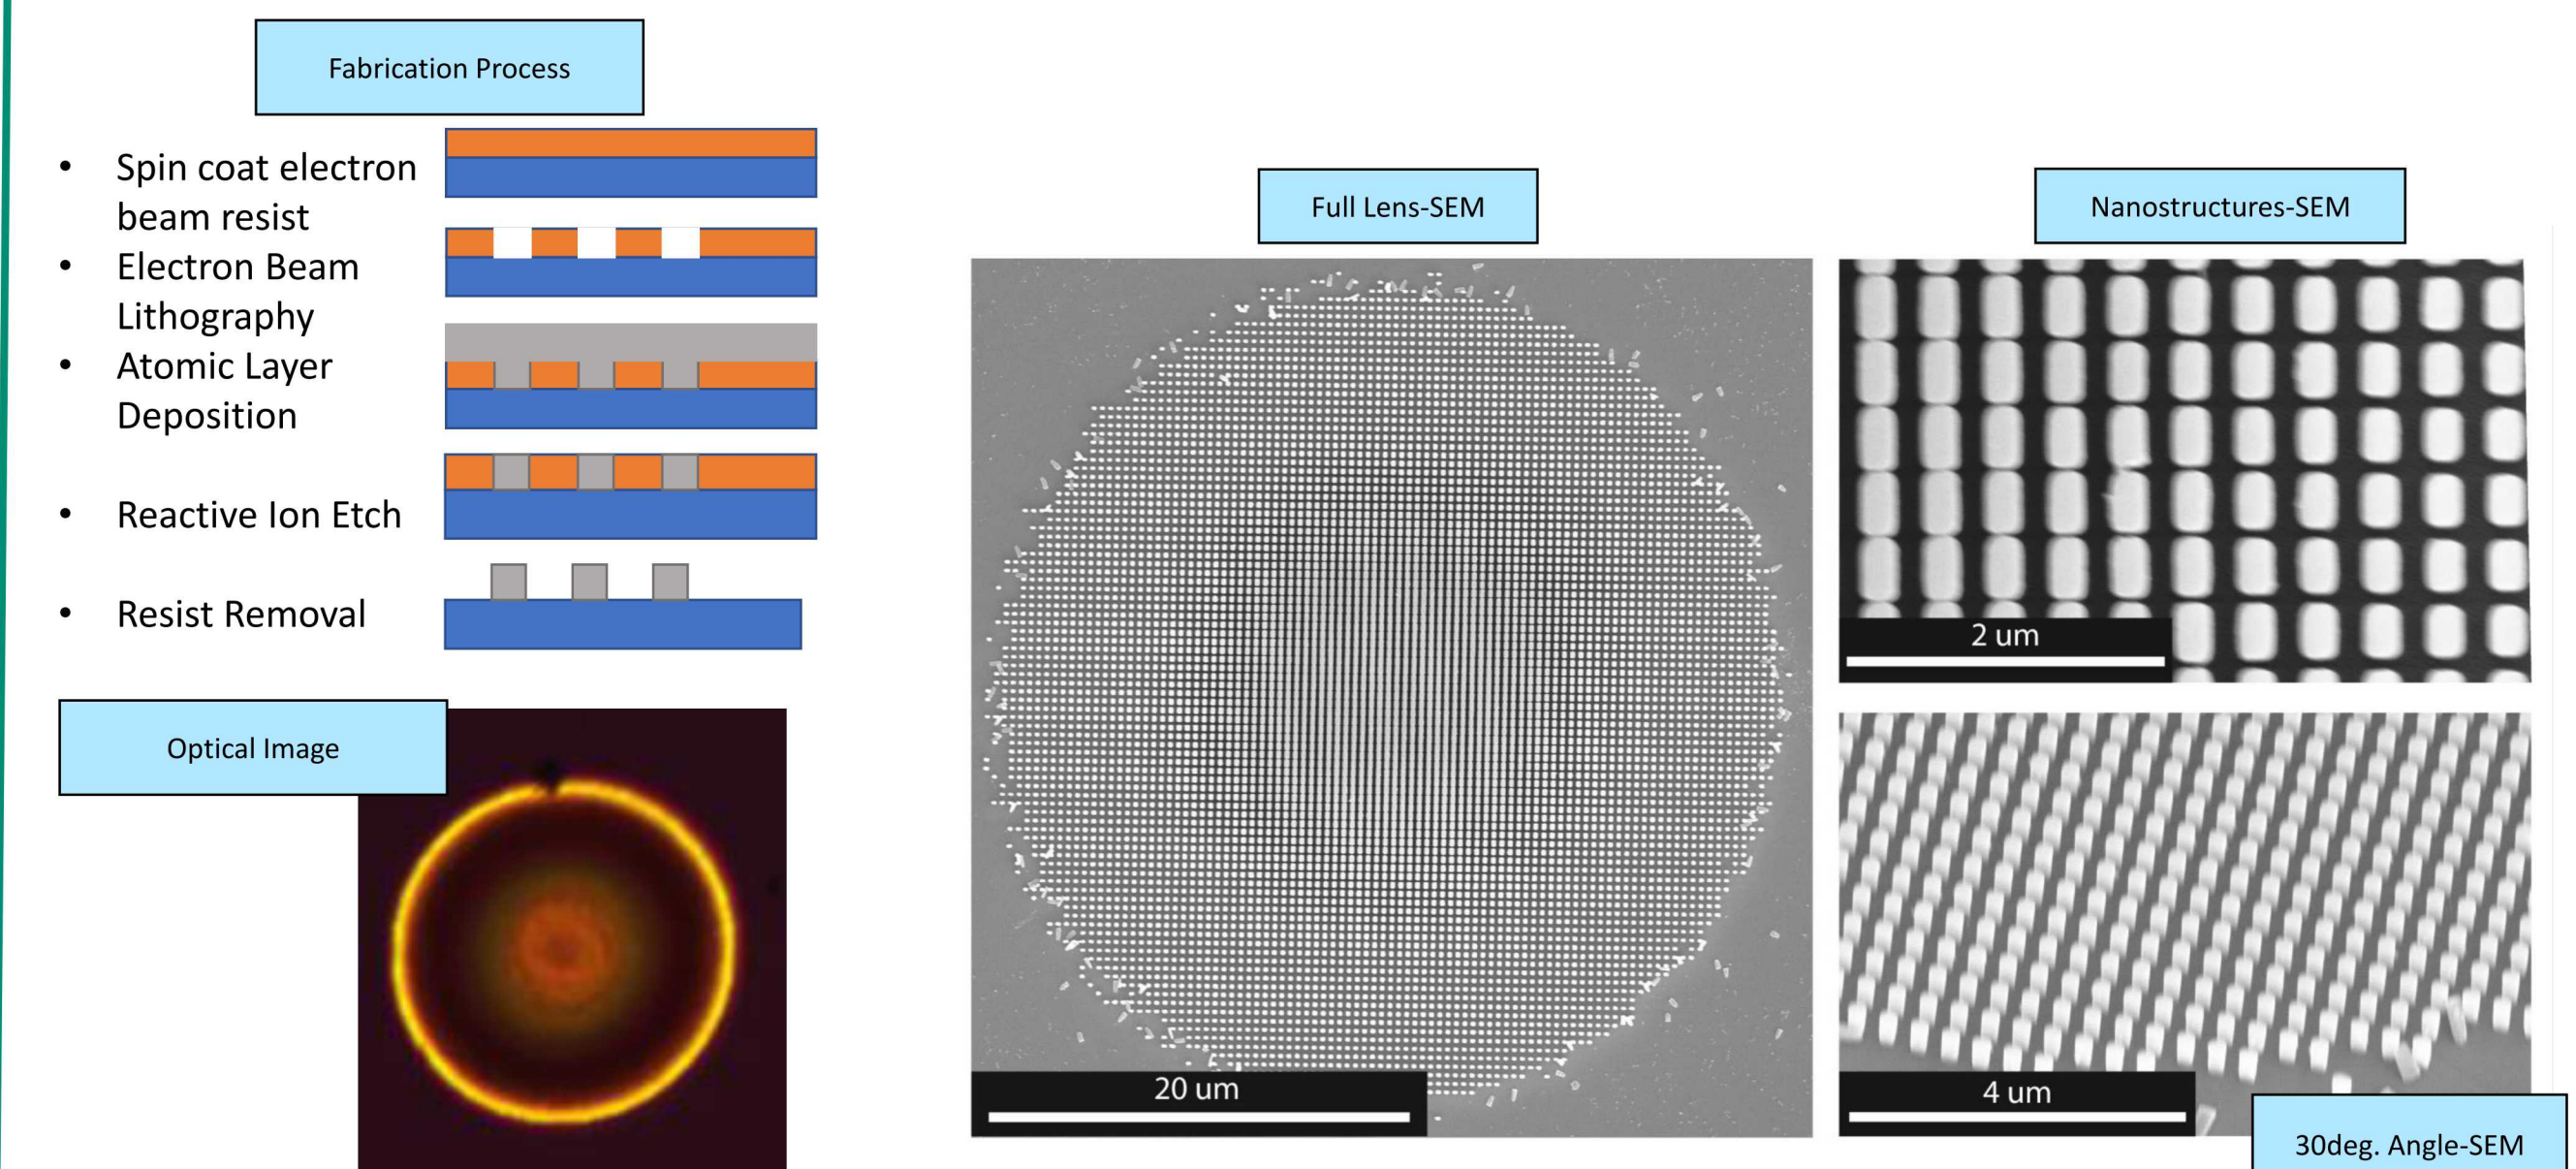 Fabrication Process
• Spin coat electron
beam resist
• Electron Beam
Lithography
• Atomic Layer
Deposition
• Reactive Ion Etch
• Resist Removal
Optical Image
Full Lens-SEM
20 um
Nanostructures-SEM
2 um
4 um
30deg. Angle-SEM